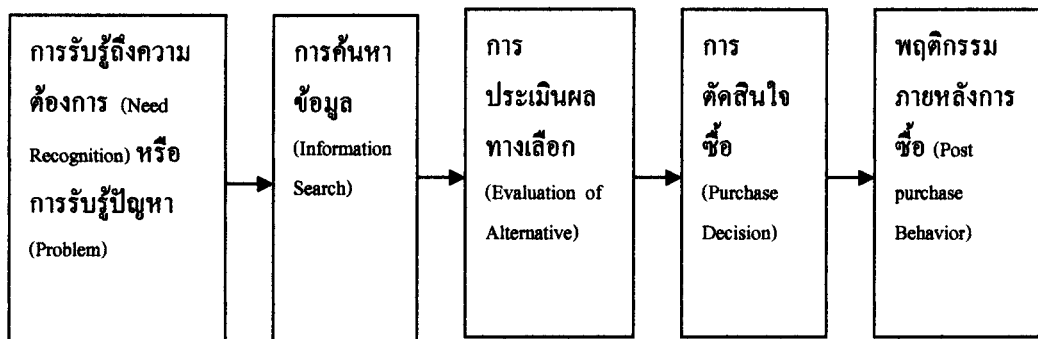 การรับรู้ถึงความ
ต้องการ (Need
Recognition) หรือ
การรับรู้ปัญหา
(Problem)
การค้นหา
ข้อมูล
(Information
Search)
การ
ประเมินผล
ทางเลือก
(Evaluation of
Alternative)
การ
ตัดสินใจ
ซื้อ
(Purchase
Decision)
พฤติกรรม
ภายหลังการ
ซื้อ (Post
purchase
Behavior)